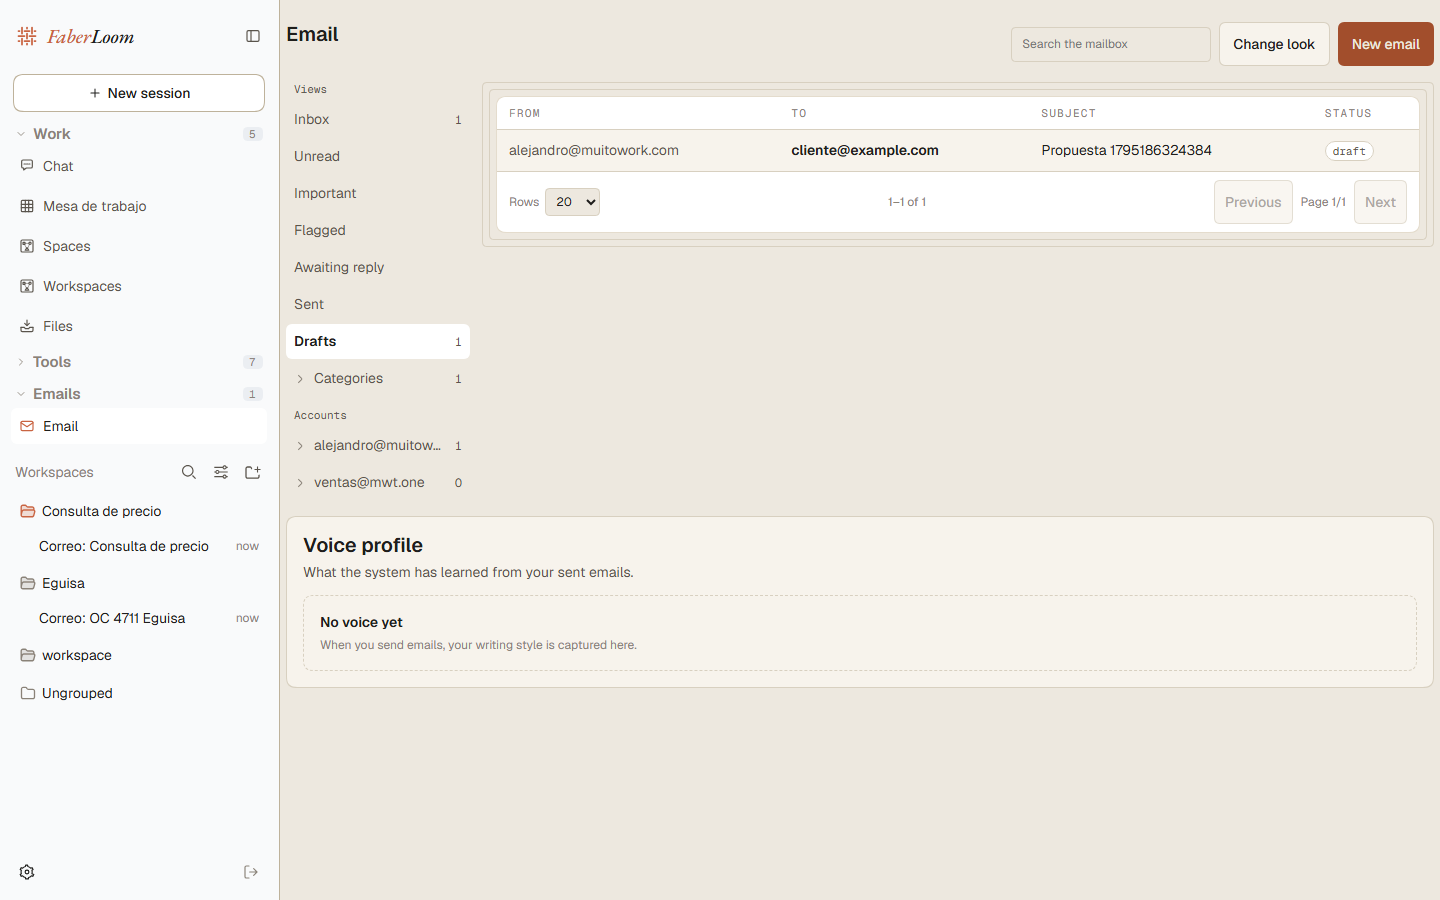 FaberLoom
+ New session
Work 5
Chat
Mesa de trabajo
Spaces
Workspaces
Files
Tools 7
Emails 1
Email
Workspaces
Consulta de precio
Correo: Consulta de precio now
Eguisa
Correo: OC 4711 Eguisa now
workspace
Ungrouped
Email
Search the mailbox
Change look
New email
Views
Inbox 1
Unread
Important
Flagged
Awaiting reply
Sent
Drafts 1
Categories 1
Accounts
alejandro@muitow... 1
ventas@mwt.one 0
FROM TO SUBJECT STATUS
alejandro@muitowork.com cliente@example.com Propuesta 1795186324384 draft
Rows 20 1–1 of 1 Previous Page 1/1 Next
Voice profile
What the system has learned from your sent emails.
No voice yet
When you send emails, your writing style is captured here.